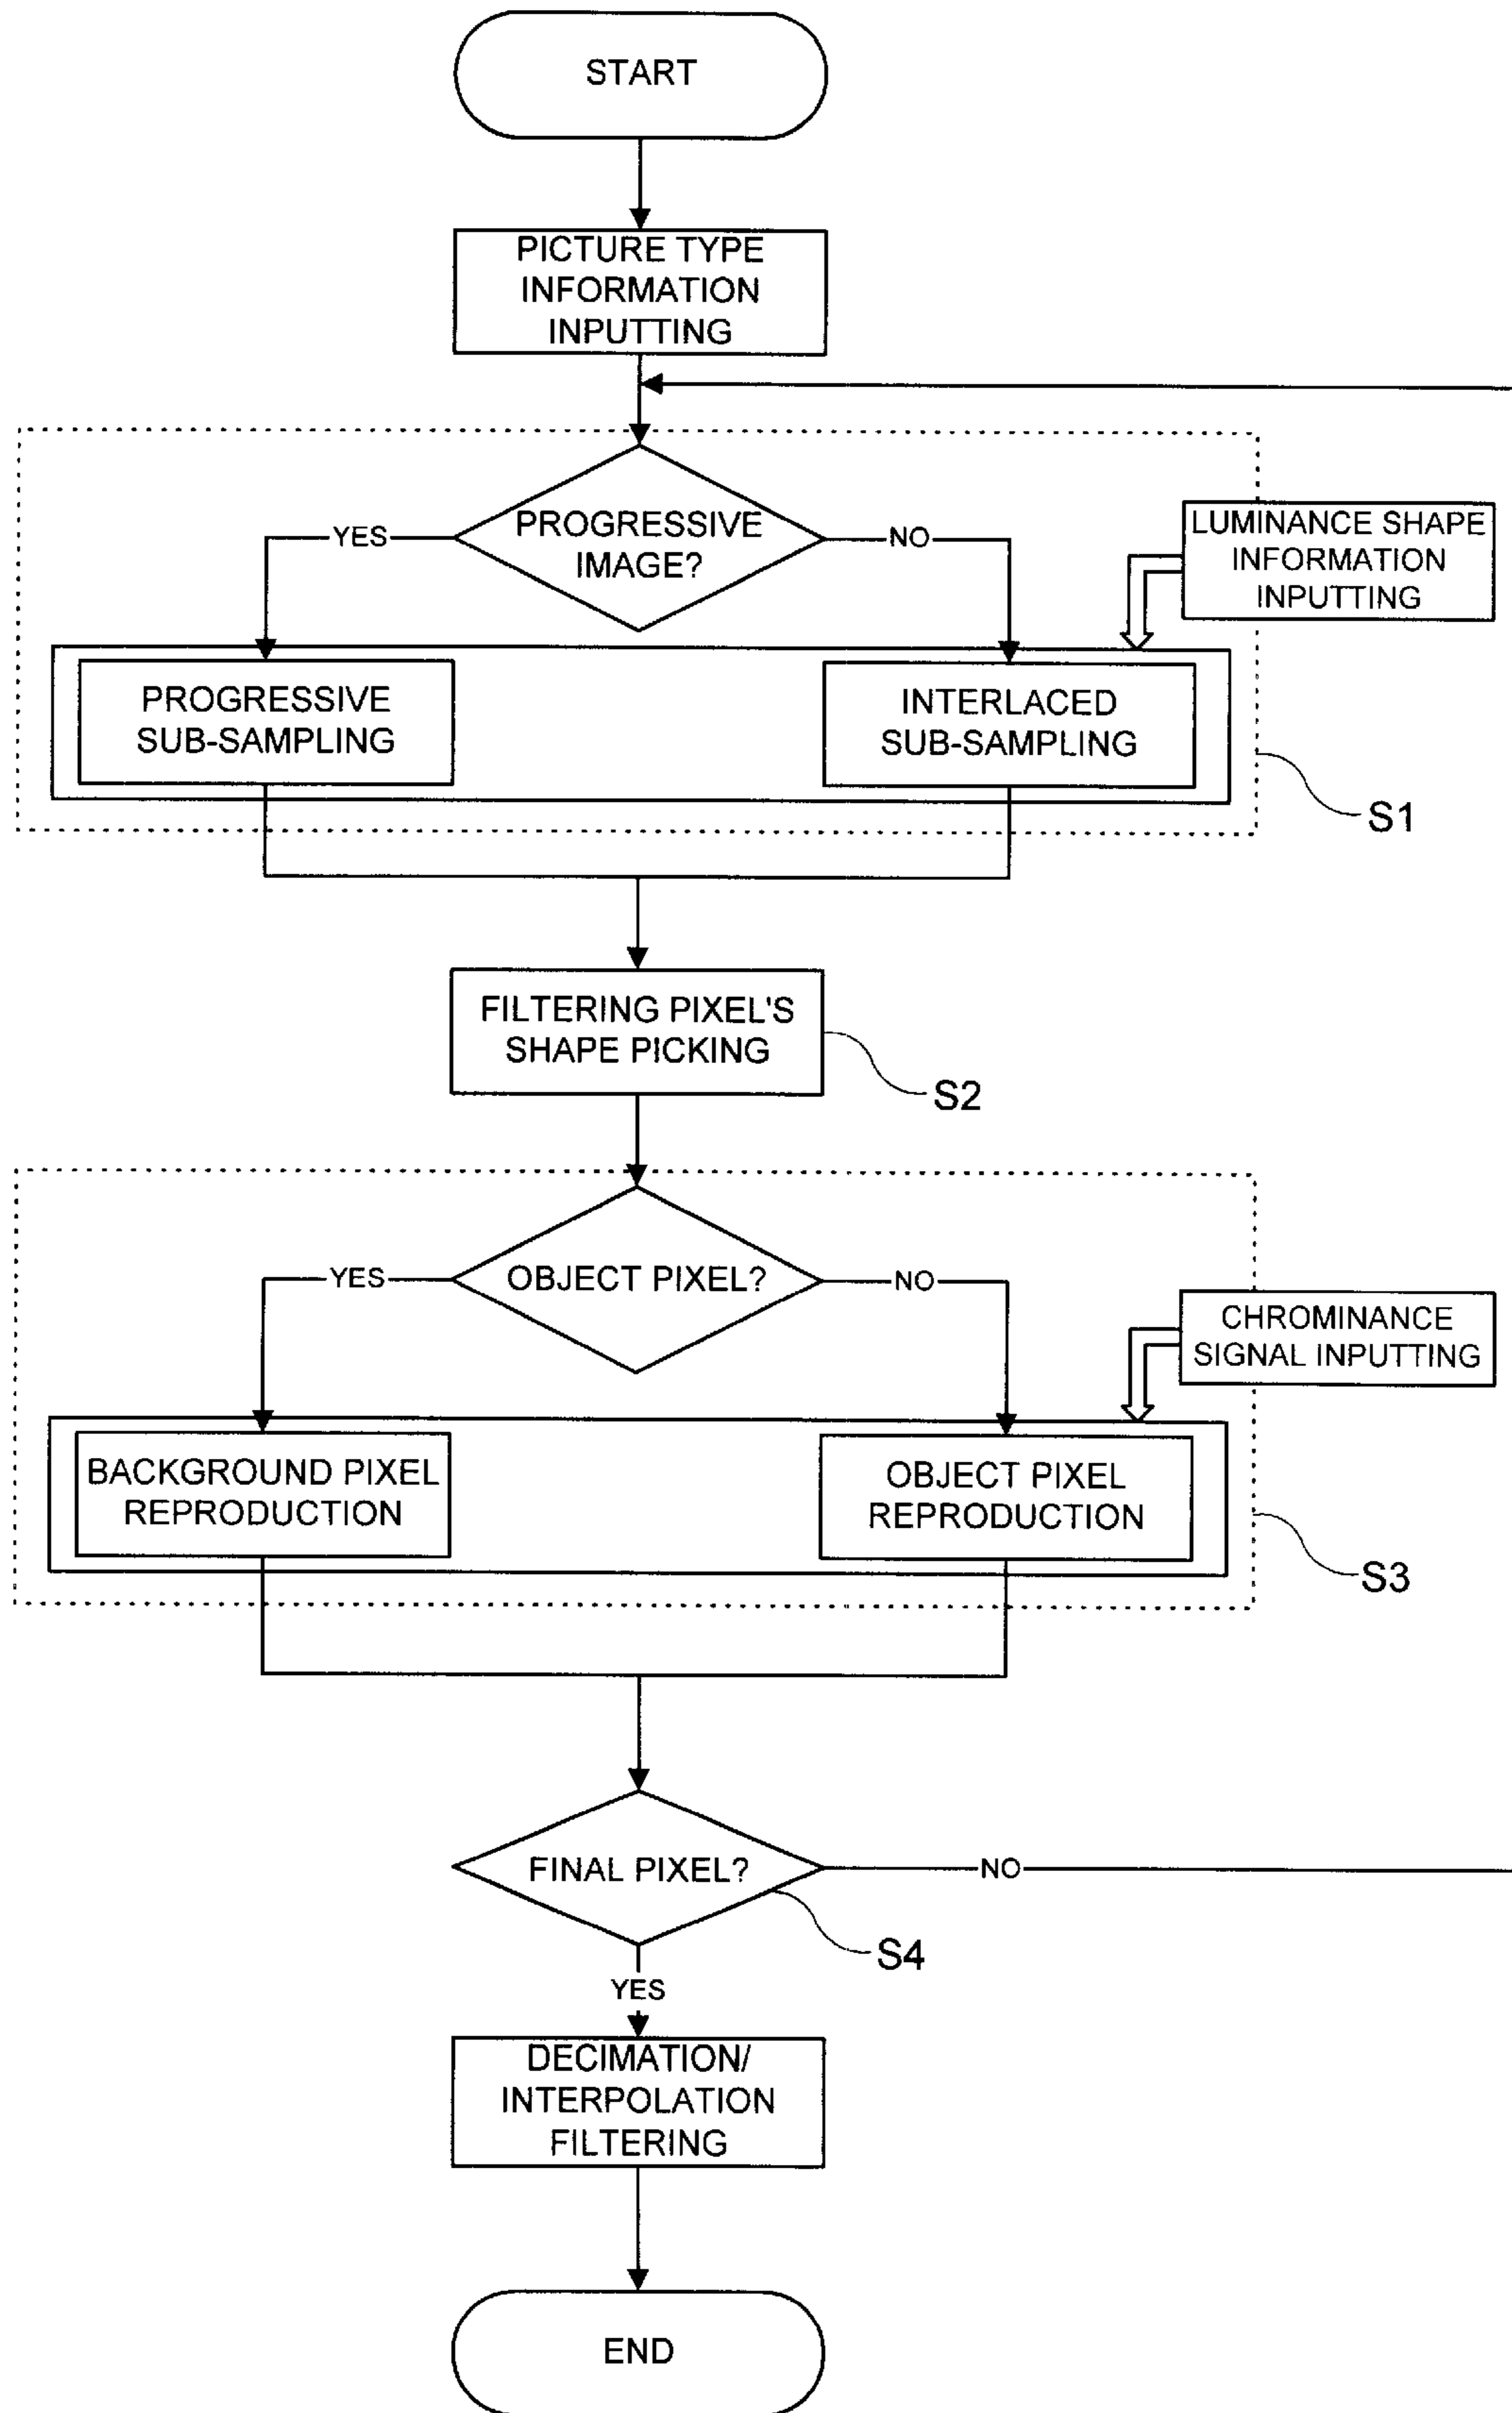 START
PICTURE TYPE
INFORMATION
INPUTTING
PROGRESSIVE
IMAGE?
YES
NO
LUMINANCE SHAPE
INFORMATION
INPUTTING
PROGRESSIVE
SUB-SAMPLING
INTERLACED
SUB-SAMPLING
S1
FILTERING PIXEL'S
SHAPE PICKING
S2
OBJECT PIXEL?
YES
NO
CHROMINANCE
SIGNAL INPUTTING
BACKGROUND PIXEL
REPRODUCTION
OBJECT PIXEL
REPRODUCTION
S3
FINAL PIXEL?
NO
S4
YES
DECIMATION/
INTERPOLATION
FILTERING
END